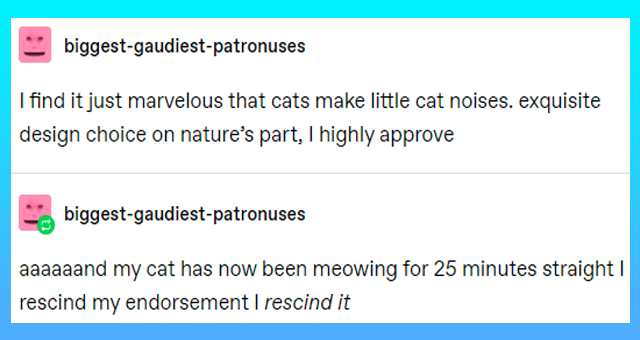 biggest-gaudiest-patronuses
I find it just marvelous that cats make little cat noises. exquisite
design choice on nature's part, I highly approve
biggest-gaudiest-patronuses
aaaaaand my cat has now been meowing for 25 minutes straight I
rescind my endorsement I rescind it